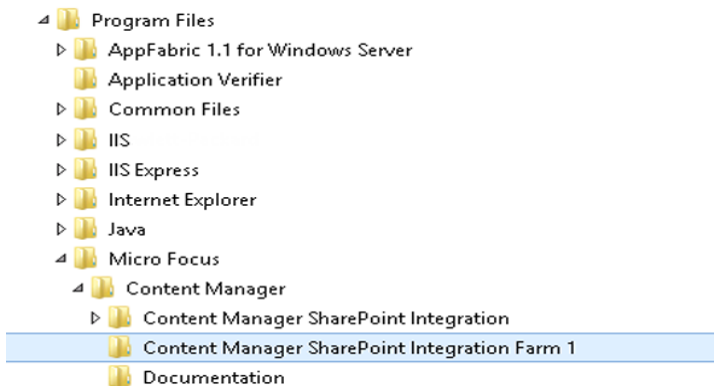 Program Files
AppFabric 1.1 for Windows Server
Application Verifier
Common Files
IIS
IIS Express
Internet Explorer
Java
Micro Focus
Content Manager
Content Manager SharePoint Integration
Content Manager SharePoint Integration Farm 1
Documentation